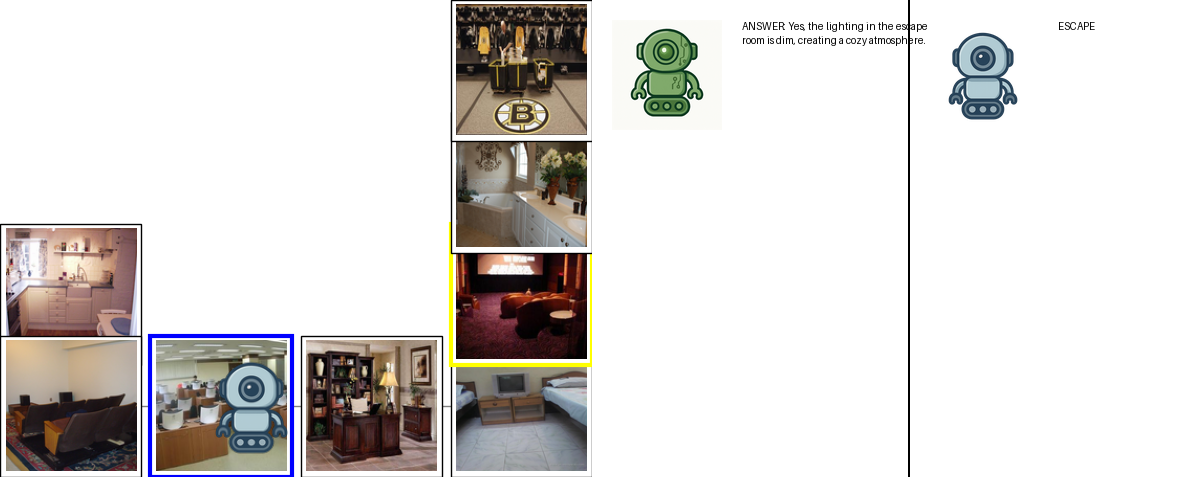 ANSWER: Yes, the lighting in the escape
room is dim, creating a cozy atmosphere.
ESCAPE
B